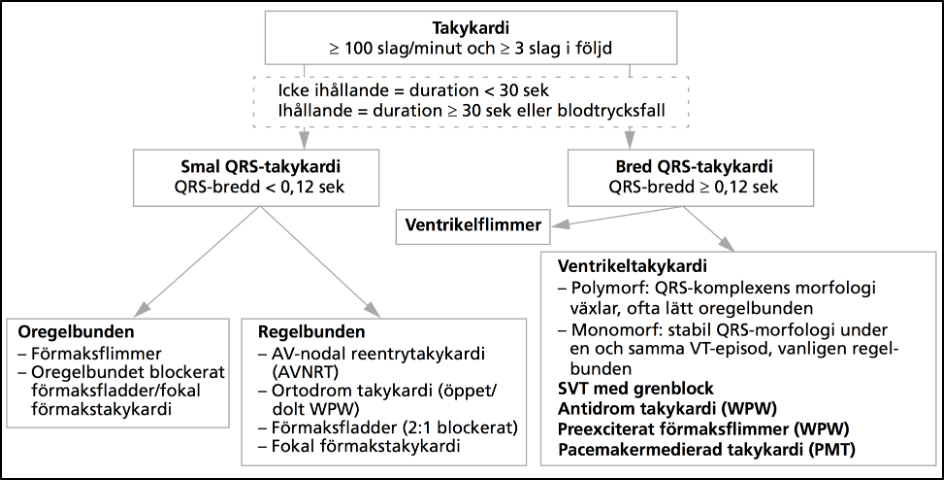 Takykardi
≥ 100 slag/minut och ≥ 3 slag i följd
Icke ihållande = duration < 30 sek
Ihållande = duration ≥ 30 sek eller blodtrycksfall
Smal QRS-takykardi
QRS-bredd < 0,12 sek
Bred QRS-takykardi
QRS-bredd ≥ 0,12 sek
Ventrikelflimmer
Oregelbunden
– Förmaksflimmer
– Oregelbundet blockerat
förmaksfladder/fokal
förmakstakykardi
Regelbunden
– AV-nodal reentrytakykardi
(AVNRT)
– Ortodrom takykardi (öppet/
dolt WPW)
– Förmaksfladder (2:1 blockerat)
– Fokal förmakstakykardi
Ventrikeltakykardi
– Polymorf: QRS-komplexens morfologi
växlar, ofta lätt oregelbunden
– Monomorf: stabil QRS-morfologi under
en och samma VT-episod, vanligen regel-
bunden
SVT med grenblock
Antidrom takykardi (WPW)
Preexciterat förmaksflimmer (WPW)
Pacemakermedierad takykardi (PMT)